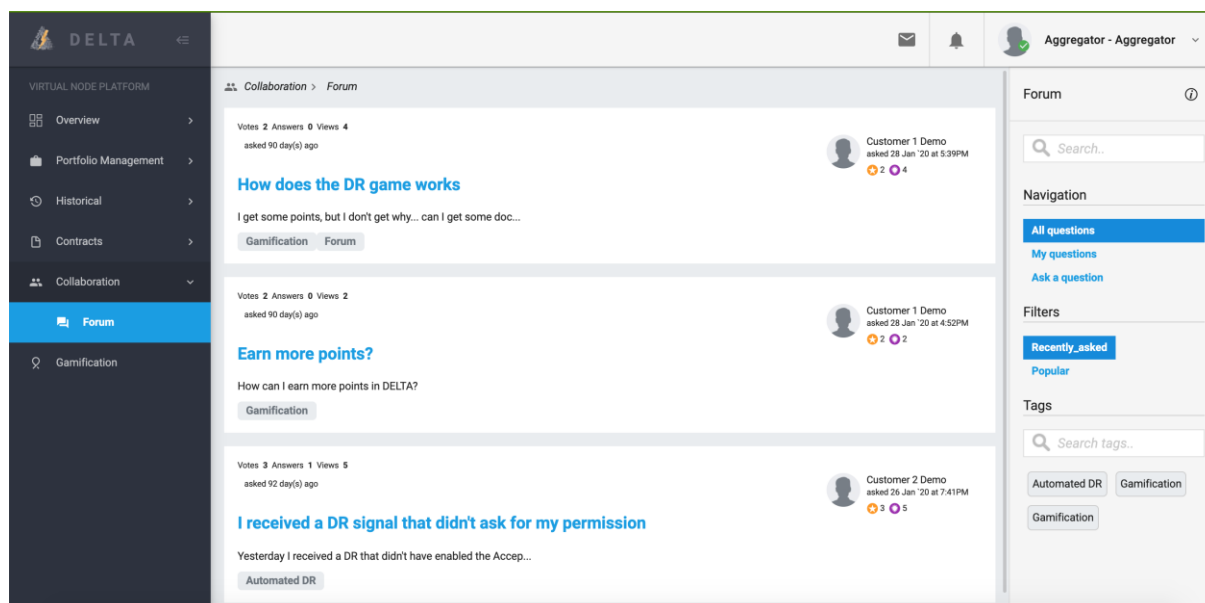 DELTA
Aggregator - Aggregator
VIRTUAL NODE PLATFORM
Overview
Portfolio Management
Historical
Contracts
Collaboration
Forum
Gamification
Collaboration > Forum
Votes 2 Answers 0 Views 4
asked 90 day(s) ago
Customer 1 Demo
asked 28 Jan `20 at 5:39PM
2 4
How does the DR game works
I get some points, but I don't get why... can I get some doc...
Gamification Forum
Votes 2 Answers 0 Views 2
asked 90 day(s) ago
Customer 1 Demo
asked 28 Jan `20 at 4:52PM
2 2
Earn more points?
How can I earn more points in DELTA?
Gamification
Votes 3 Answers 1 Views 5
asked 92 day(s) ago
Customer 2 Demo
asked 26 Jan `20 at 7:41PM
3 5
I received a DR signal that didn't ask for my permission
Yesterday I received a DR that didn't have enabled the Accep...
Automated DR
Forum
Search..
Navigation
All questions
My questions
Ask a question
Filters
Recently_asked
Popular
Tags
Search tags..
Automated DR Gamification
Gamification